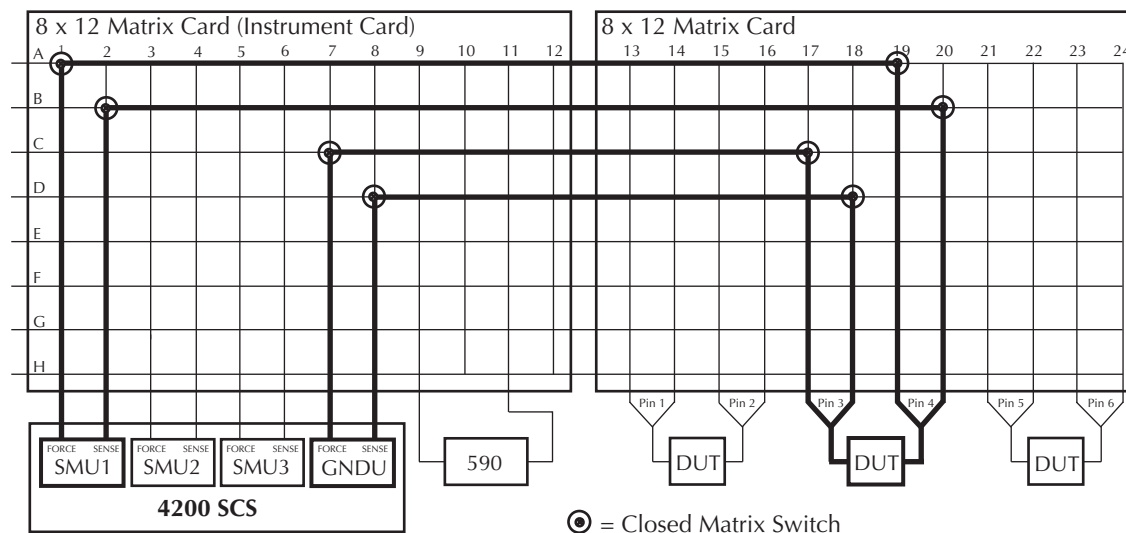 8 x 12 Matrix Card (Instrument Card)
8 x 12 Matrix Card
1 2 3 4 5 6 7 8 9 10 11 12
13 14 15 16 17 18 19 20 21 22 23 24
A
B
C
D
E
F
G
H
Pin 1 Pin 2 Pin 3 Pin 4 Pin 5 Pin 6
FORCE SENSE FORCE SENSE FORCE SENSE FORCE SENSE
SMU1 SMU2 SMU3 GNDU
590
DUT DUT DUT
4200 SCS
= Closed Matrix Switch